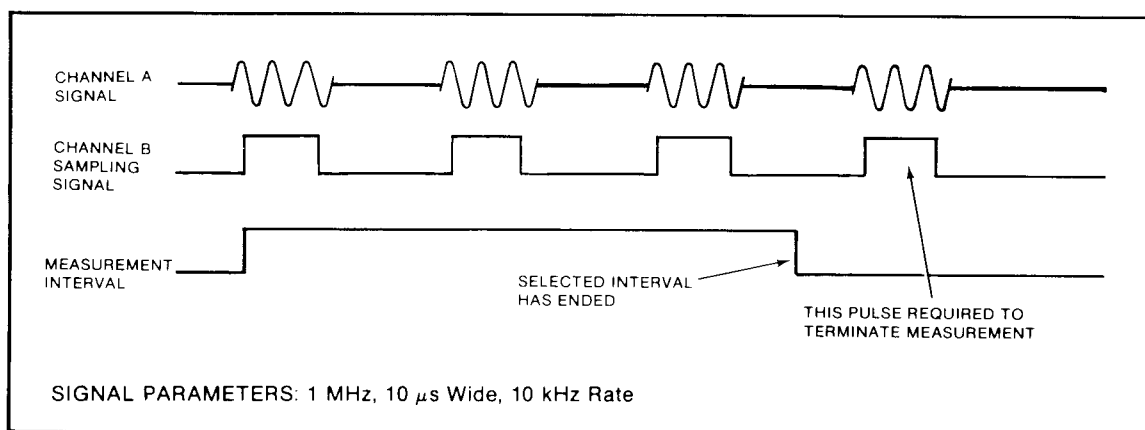 CHANNEL A
SIGNAL
CHANNEL B
SAMPLING
SIGNAL
MEASUREMENT
INTERVAL
SELECTED INTERVAL
HAS ENDED
THIS PULSE REQUIRED TO
TERMINATE MEASUREMENT
SIGNAL PARAMETERS: 1 MHz, 10 μs Wide, 10 kHz Rate